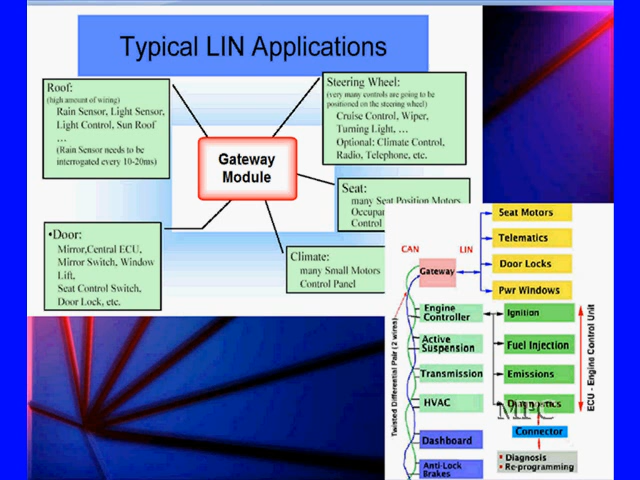 Typical LIN Applications
Roof:
(high amount of wiring)
Rain Sensor, Light Sensor,
Light Control, Sun Roof
...
(Rain Sensor needs to be
interrogated every 10-20ms)
Steering Wheel:
(very many controls are going to be
positioned on the steering wheel)
Cruise Control, Wiper,
Turning Light, ...
Optional: Climate Control,
Radio, Telephone, etc.
Gateway
Module
Seat:
many Seat Position Motors
Control
•Door:
Mirror,Central ECU,
Mirror Switch, Window
Lift,
Seat Control Switch,
Door Lock, etc.
Climate:
many Small Motors
Control Panel
CAN
LIN
Gateway
Seat Motors
Telematics
Door Locks
Pwr Windows
Twisted Differential Pair (2 wires)
Engine
Controller
Active
Suspension
Transmission
HVAC
Dashboard
Anti-Lock
Brakes
Ignition
Fuel Injection
Emissions
Diagnostics
ECU - Engine Control Unit
MPC
Connector
Diagnosis
Re-programming